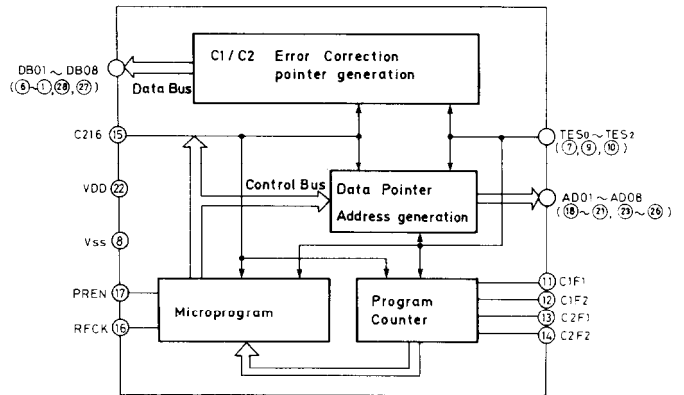 C1/C2 Error Correction
pointer generation
DB01～DB08
(⑥～①,㉘,㉗)
Data Bus
C216 ⑮
TES0～TES2
(⑦,⑨,⑩)
VDD ㉒
Control Bus
Data Pointer
Address generation
AD01～AD08
(⑱～㉑, ㉓～㉖)
Vss ⑧
PREN ⑰
RFCK ⑯
Microprogram
Program
Counter
⑪ C1F1
⑫ C1F2
⑬ C2F1
⑭ C2F2